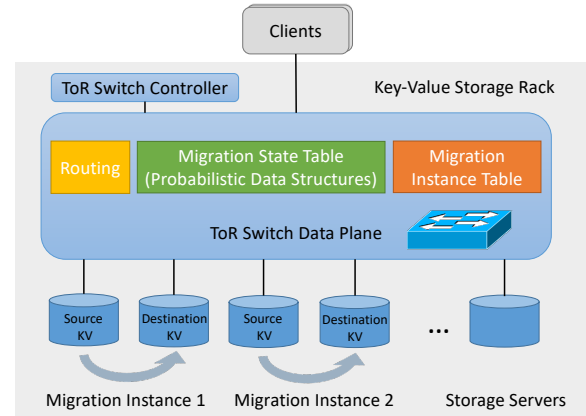 Clients
ToR Switch Controller
Key-Value Storage Rack
Routing
Migration State Table
(Probabilistic Data Structures)
Migration
Instance Table
ToR Switch Data Plane
Source
KV
Destination
KV
Source
KV
Destination
KV
...
Migration Instance 1
Migration Instance 2
Storage Servers